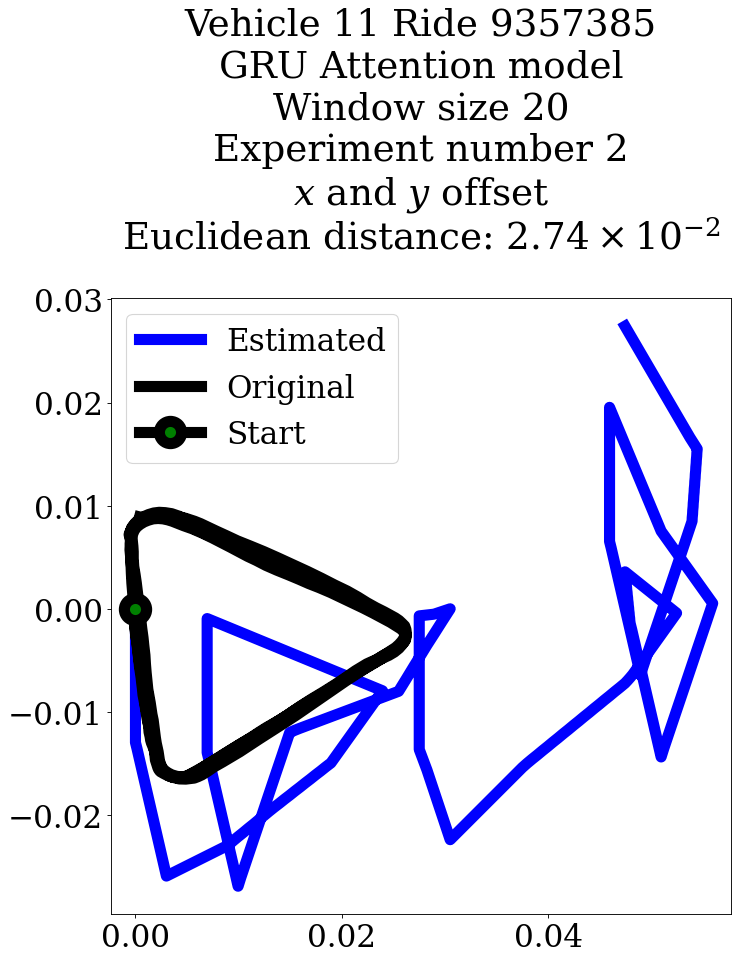 Vehicle 11 Ride 9357385
GRU Attention model
Window size 20
Experiment number 2
x and y offset
Euclidean distance: 2.74 × 10⁻²
Estimated
Original
Start
0.03
0.02
0.01
0.00
−0.01
−0.02
0.00 0.02 0.04